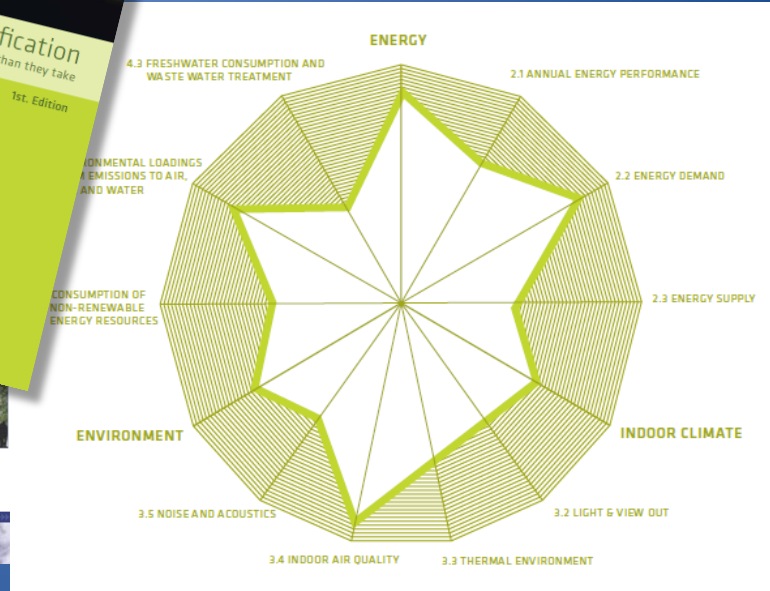 fication
han they take
1st. Edition
ENERGY
4.3 FRESHWATER CONSUMPTION AND
WASTE WATER TREATMENT
2.1 ANNUAL ENERGY PERFORMANCE
ONMENTAL LOADINGS
EMISSIONS TO AIR,
AND WATER
2.2 ENERGY DEMAND
CONSUMPTION OF
NON-RENEWABLE
ENERGY RESOURCES
2.3 ENERGY SUPPLY
ENVIRONMENT
INDOOR CLIMATE
3.5 NOISE AND ACOUSTICS
3.2 LIGHT & VIEW OUT
3.4 INDOOR AIR QUALITY
3.3 THERMAL ENVIRONMENT